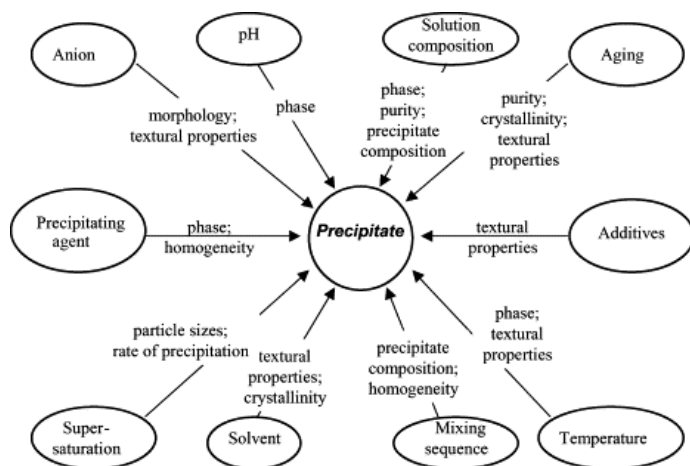 Anion
pH
Solution
composition
Aging
morphology;
textural properties
phase
phase;
purity;
precipitate
composition
purity;
crystallinity;
textural
properties
Precipitating
agent
phase;
homogeneity
Precipitate
textural
properties
Additives
particle sizes;
rate of precipitation
textural
properties;
crystallinity
precipitate
composition;
homogeneity
phase;
textural
properties
Super-
saturation
Solvent
Mixing
sequence
Temperature